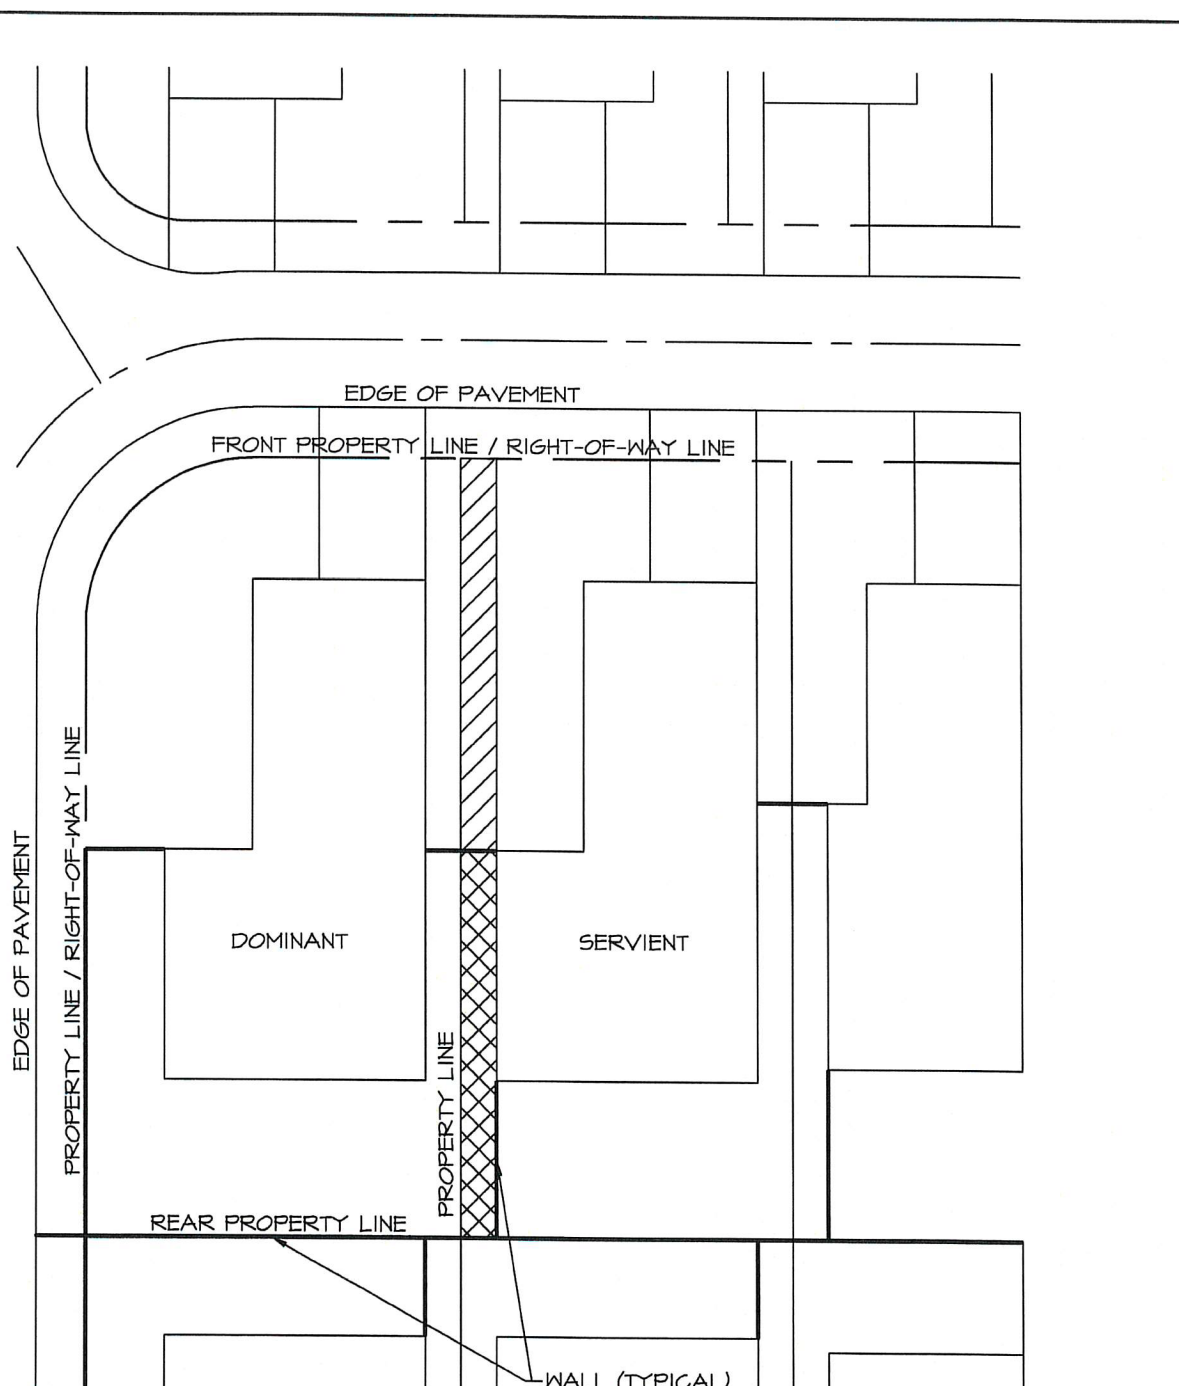 EDGE OF PAVEMENT
FRONT PROPERTY LINE / RIGHT-OF-WAY LINE
EDGE OF PAVEMENT
PROPERTY LINE / RIGHT-OF-WAY LINE
DOMINANT
SERVIENT
PROPERTY LINE
REAR PROPERTY LINE
WALL (TYPICAL)